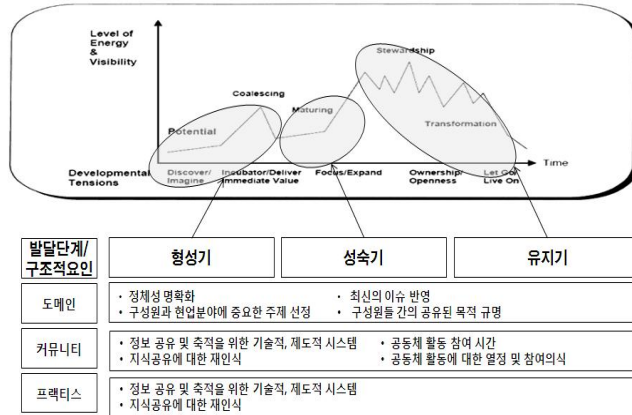 Level of
Energy
&
Visibility
Stewardship
Coalescing
Maturing
Potential
Transformation
Time
Developmental
Tensions
Discover/
Imagine
Incubator/Deliver
Immediate Value
Focus/Expand
Ownership/
Openness
Let Go/
Live On
발달단계/
구조적요인
형성기
성숙기
유지기
도메인
• 정체성 명확화
• 구성원과 현업분야에 중요한 주제 선정
• 최신의 이슈 반영
• 구성원들 간의 공유된 목적 규명
커뮤니티
• 정보 공유 및 축적을 위한 기술적, 제도적 시스템
• 지식공유에 대한 재인식
• 공동체 활동 참여 시간
• 공동체 활동에 대한 열정 및 참여의식
프랙티스
• 정보 공유 및 축적을 위한 기술적, 제도적 시스템
• 지식공유에 대한 재인식